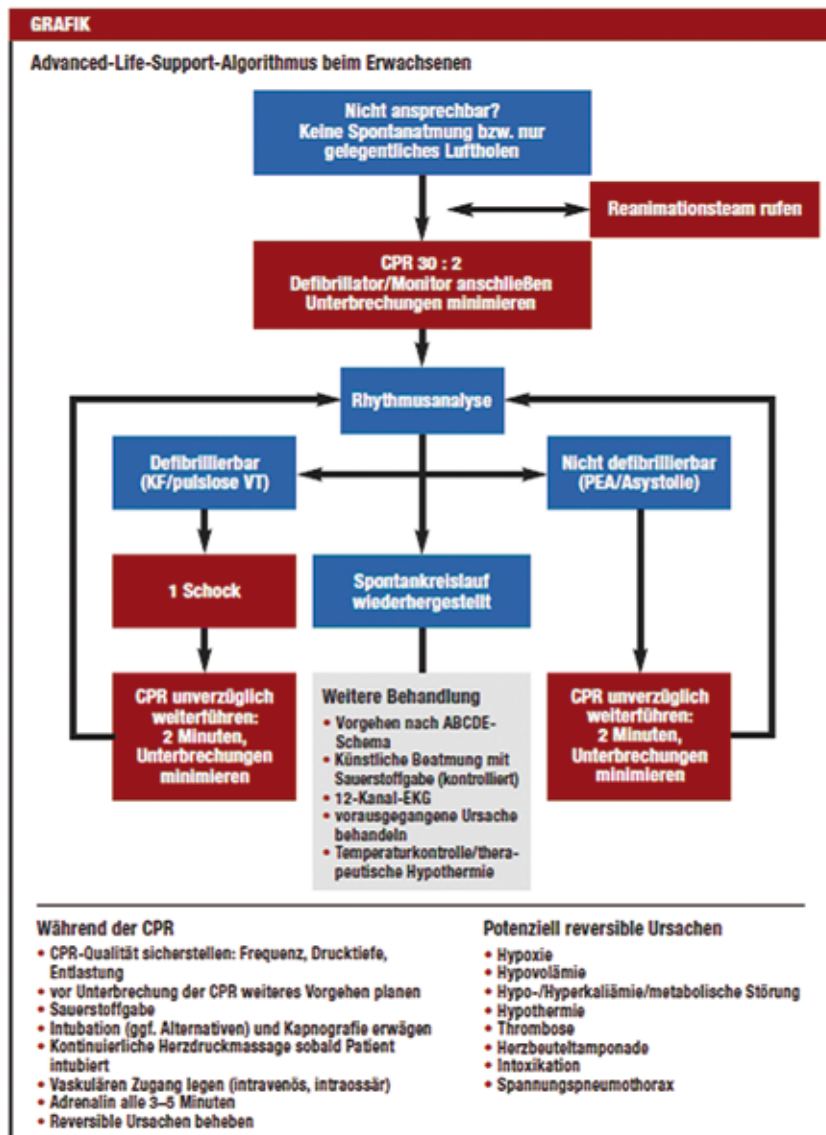 GRAFIK
Advanced-Life-Support-Algorithmus beim Erwachsenen
Nicht ansprechbar?
Keine Spontanatmung bzw. nur
gelegentliches Luftholen
Reanimationsteam rufen
CPR 30 : 2
Defibrillator/Monitor anschließen
Unterbrechungen minimieren
Rhythmusanalyse
Defibrillierbar
(KF/pulslose VT)
Nicht defibrillierbar
(PEA/Asystolie)
1 Schock
Spontankreislauf
wiederhergestellt
CPR unverzüglich
weiterführen:
2 Minuten,
Unterbrechungen
minimieren
Weitere Behandlung
• Vorgehen nach ABCDE-
Schema
• Künstliche Beatmung mit
Sauerstoffgabe (kontrolliert)
• 12-Kanal-EKG
• vorausgegangene Ursache
behandeln
• Temperaturkontrolle/thera-
peutische Hypothermie
CPR unverzüglich
weiterführen:
2 Minuten,
Unterbrechungen
minimieren
Während der CPR
• CPR-Qualität sicherstellen: Frequenz, Drucktiefe,
Entlastung
• vor Unterbrechung der CPR weiteres Vorgehen planen
• Sauerstoffgabe
• Intubation (ggf. Alternativen) und Kapnografie erwägen
• Kontinuierliche Herzdruckmassage sobald Patient
intubiert
• Vaskulären Zugang legen (intravenös, intraossär)
• Adrenalin alle 3–5 Minuten
• Reversible Ursachen beheben
Potenziell reversible Ursachen
• Hypoxie
• Hypovolämie
• Hypo-/Hyperkaliämie/metabolische Störung
• Hypothermie
• Thrombose
• Herzbeuteltamponade
• Intoxikation
• Spannungspneumothorax